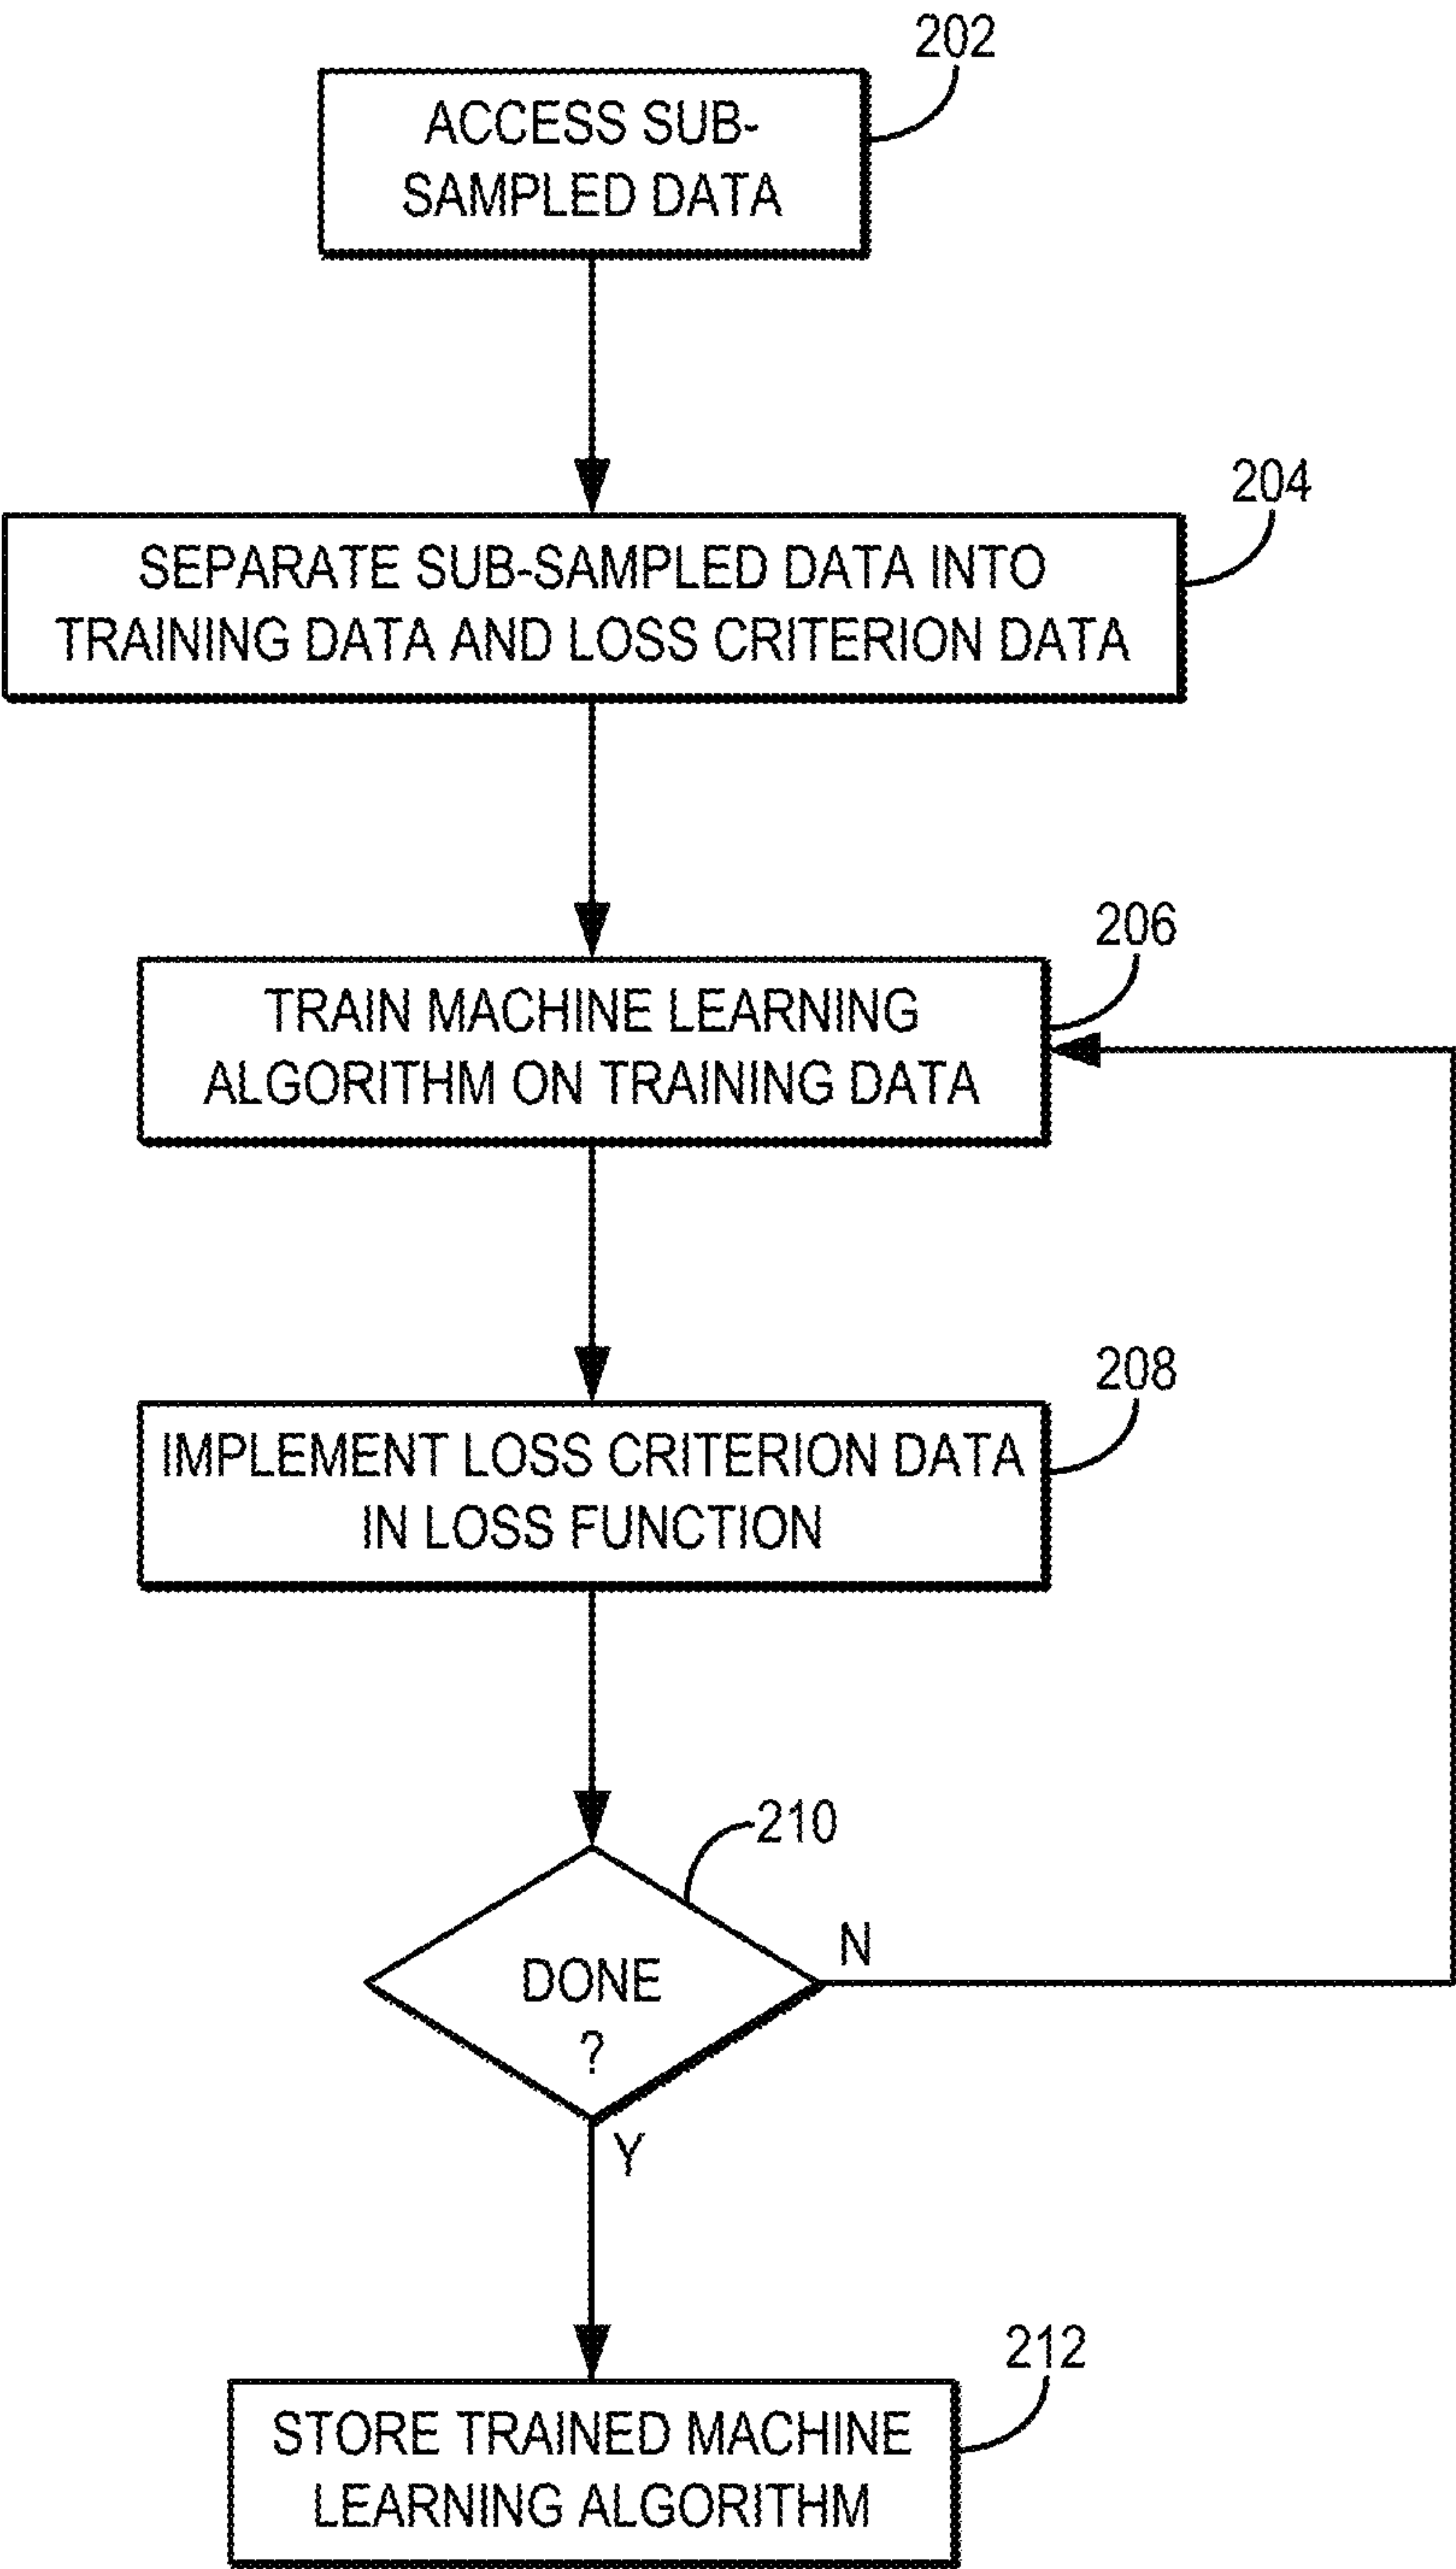 202
ACCESS SUB-
SAMPLED DATA
204
SEPARATE SUB-SAMPLED DATA INTO
TRAINING DATA AND LOSS CRITERION DATA
206
TRAIN MACHINE LEARNING
ALGORITHM ON TRAINING DATA
208
IMPLEMENT LOSS CRITERION DATA
IN LOSS FUNCTION
210
N
DONE
?
Y
212
STORE TRAINED MACHINE
LEARNING ALGORITHM